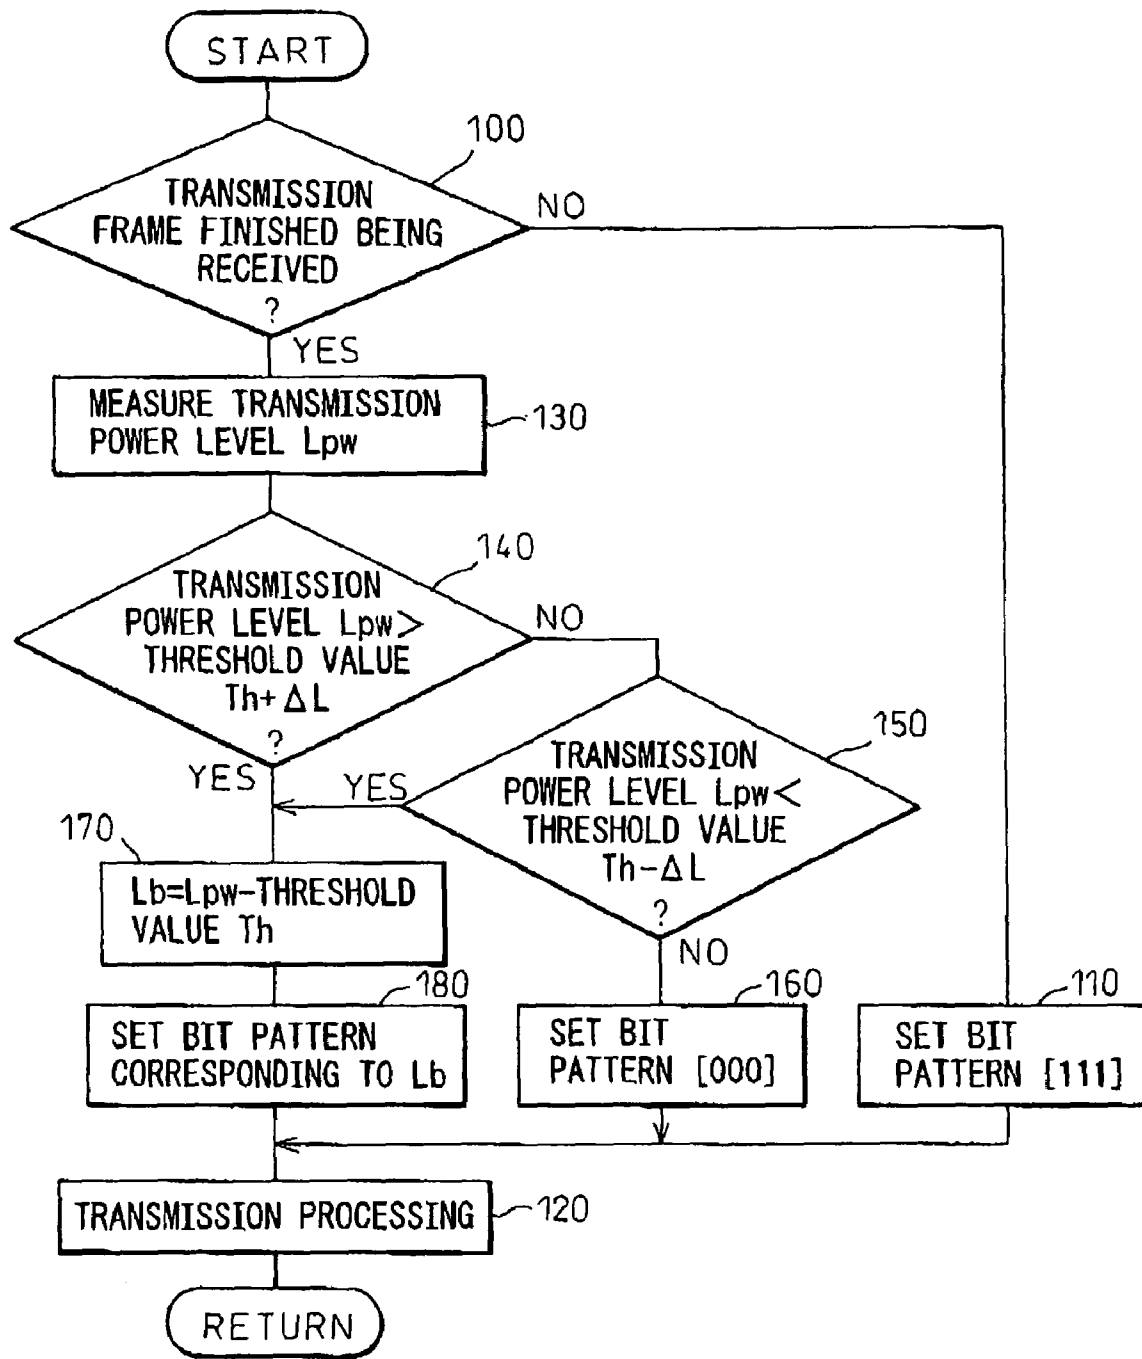 START
100
TRANSMISSION
FRAME FINISHED BEING
RECEIVED
?
NO
YES
MEASURE TRANSMISSION
POWER LEVEL Lpw
130
140
TRANSMISSION
POWER LEVEL Lpw>
THRESHOLD VALUE
Th+ΔL
?
NO
YES
150
TRANSMISSION
POWER LEVEL Lpw<
THRESHOLD VALUE
Th-ΔL
?
YES
NO
170
Lb=Lpw-THRESHOLD
VALUE Th
180
SET BIT PATTERN
CORRESPONDING TO Lb
160
SET BIT
PATTERN [000]
110
SET BIT
PATTERN [111]
TRANSMISSION PROCESSING
120
RETURN